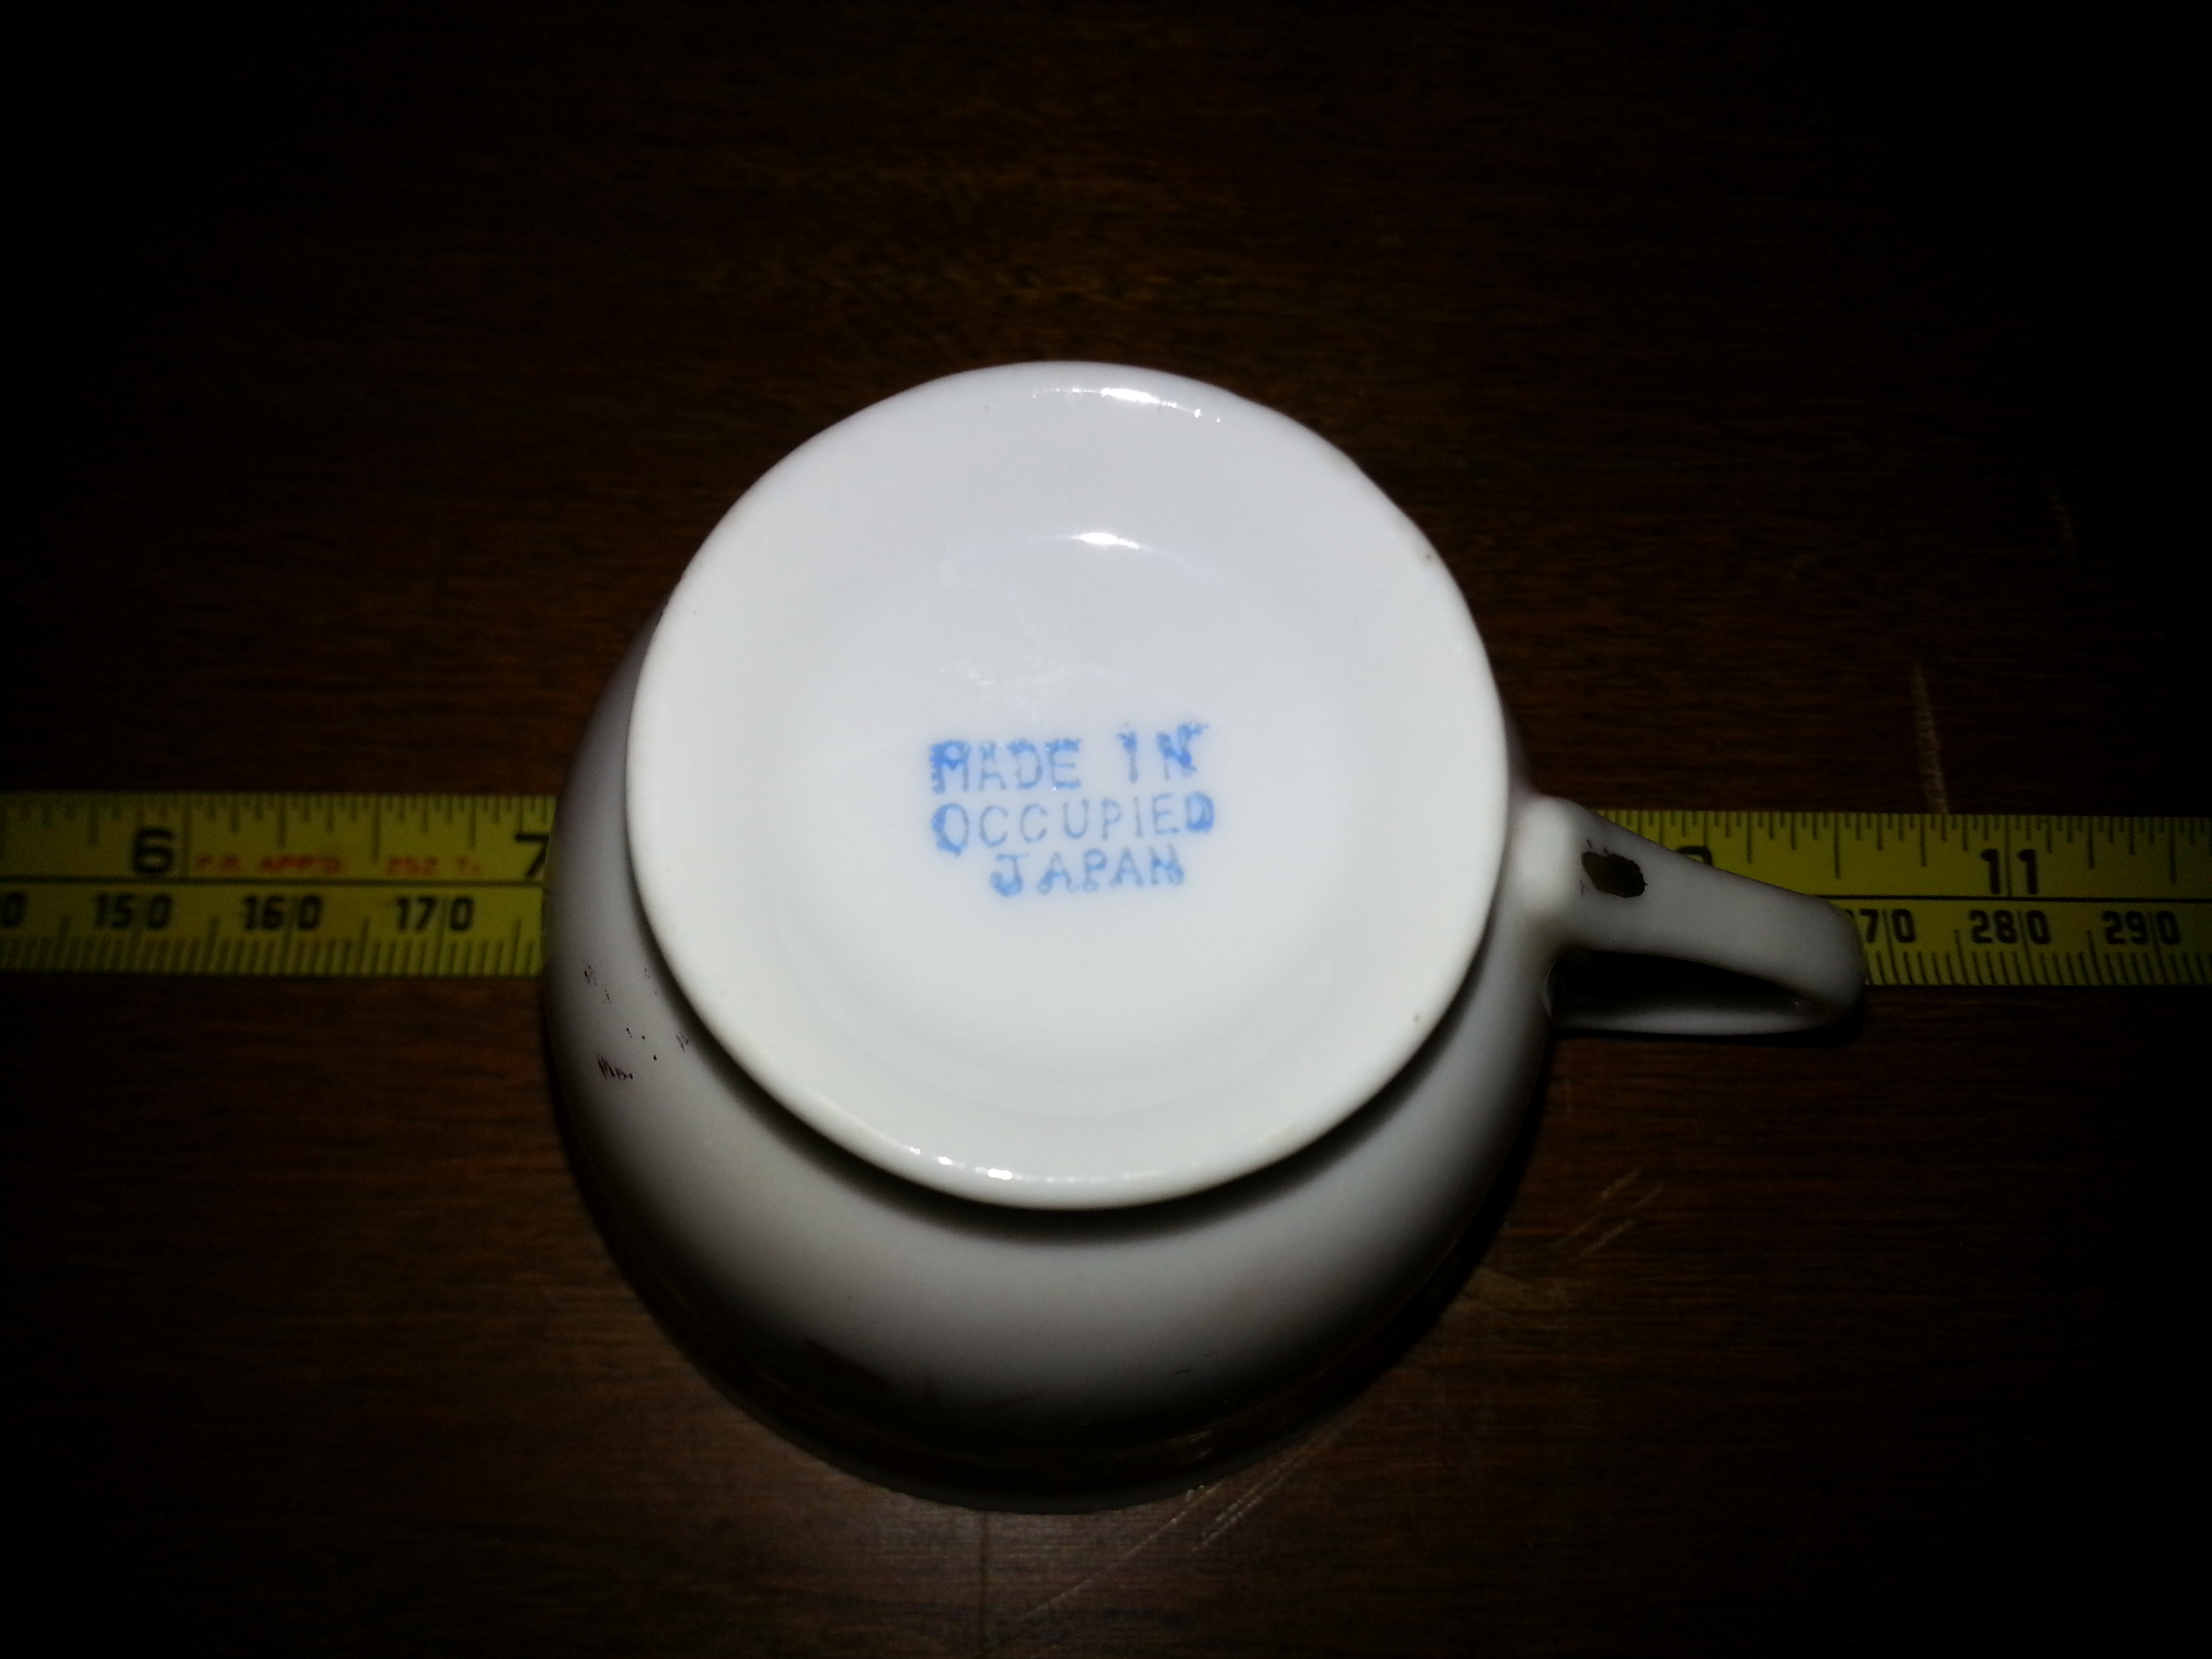 MADE IN
OCCUPIED
JAPAN
6 7 11
150 160 170 280 290